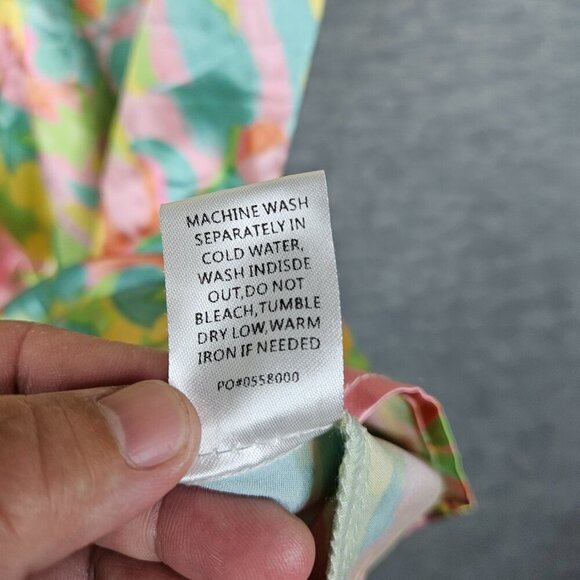 MACHINE WASH
SEPARATELY IN
COLD WATER,
WASH INDISDE
OUT,DO NOT
BLEACH,TUMBLE
DRY LOW,WARM
IRON IF NEEDED
PO#0558000